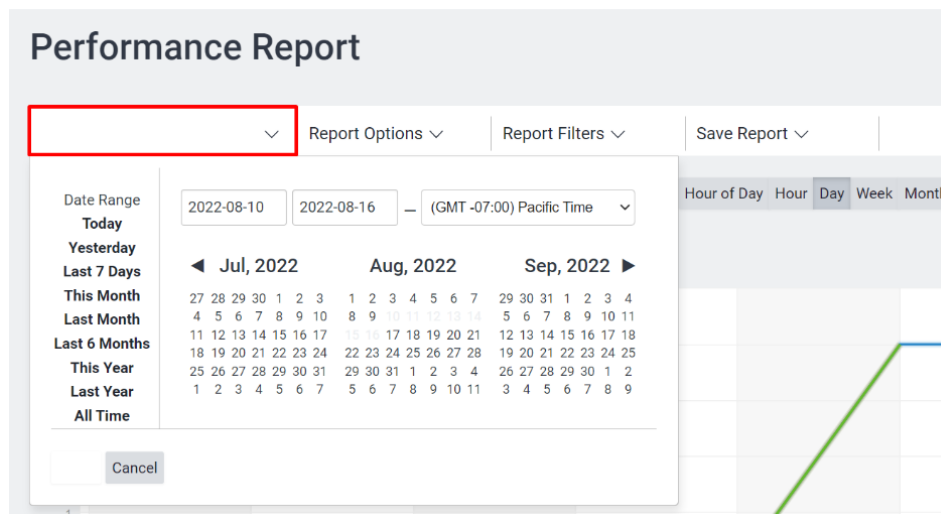 Performance Report
Report Options
Report Filters
Save Report
Date Range
Today
Yesterday
Last 7 Days
This Month
Last Month
Last 6 Months
This Year
Last Year
All Time
2022-08-10 2022-08-16 – (GMT -07:00) Pacific Time
Hour of Day Hour Day Week Month
Jul, 2022 Aug, 2022 Sep, 2022
27 28 29 30 1 2 3 1 2 3 4 5 6 7 29 30 31 1 2 3 4
4 5 6 7 8 9 10 8 9 10 11 12 13 14 5 6 7 8 9 10 11
11 12 13 14 15 16 17 15 16 17 18 19 20 21 12 13 14 15 16 17 18
18 19 20 21 22 23 24 22 23 24 25 26 27 28 19 20 21 22 23 24 25
25 26 27 28 29 30 31 29 30 31 1 2 3 4 26 27 28 29 30 1 2
1 2 3 4 5 6 7 5 6 7 8 9 10 11 3 4 5 6 7 8 9
Cancel